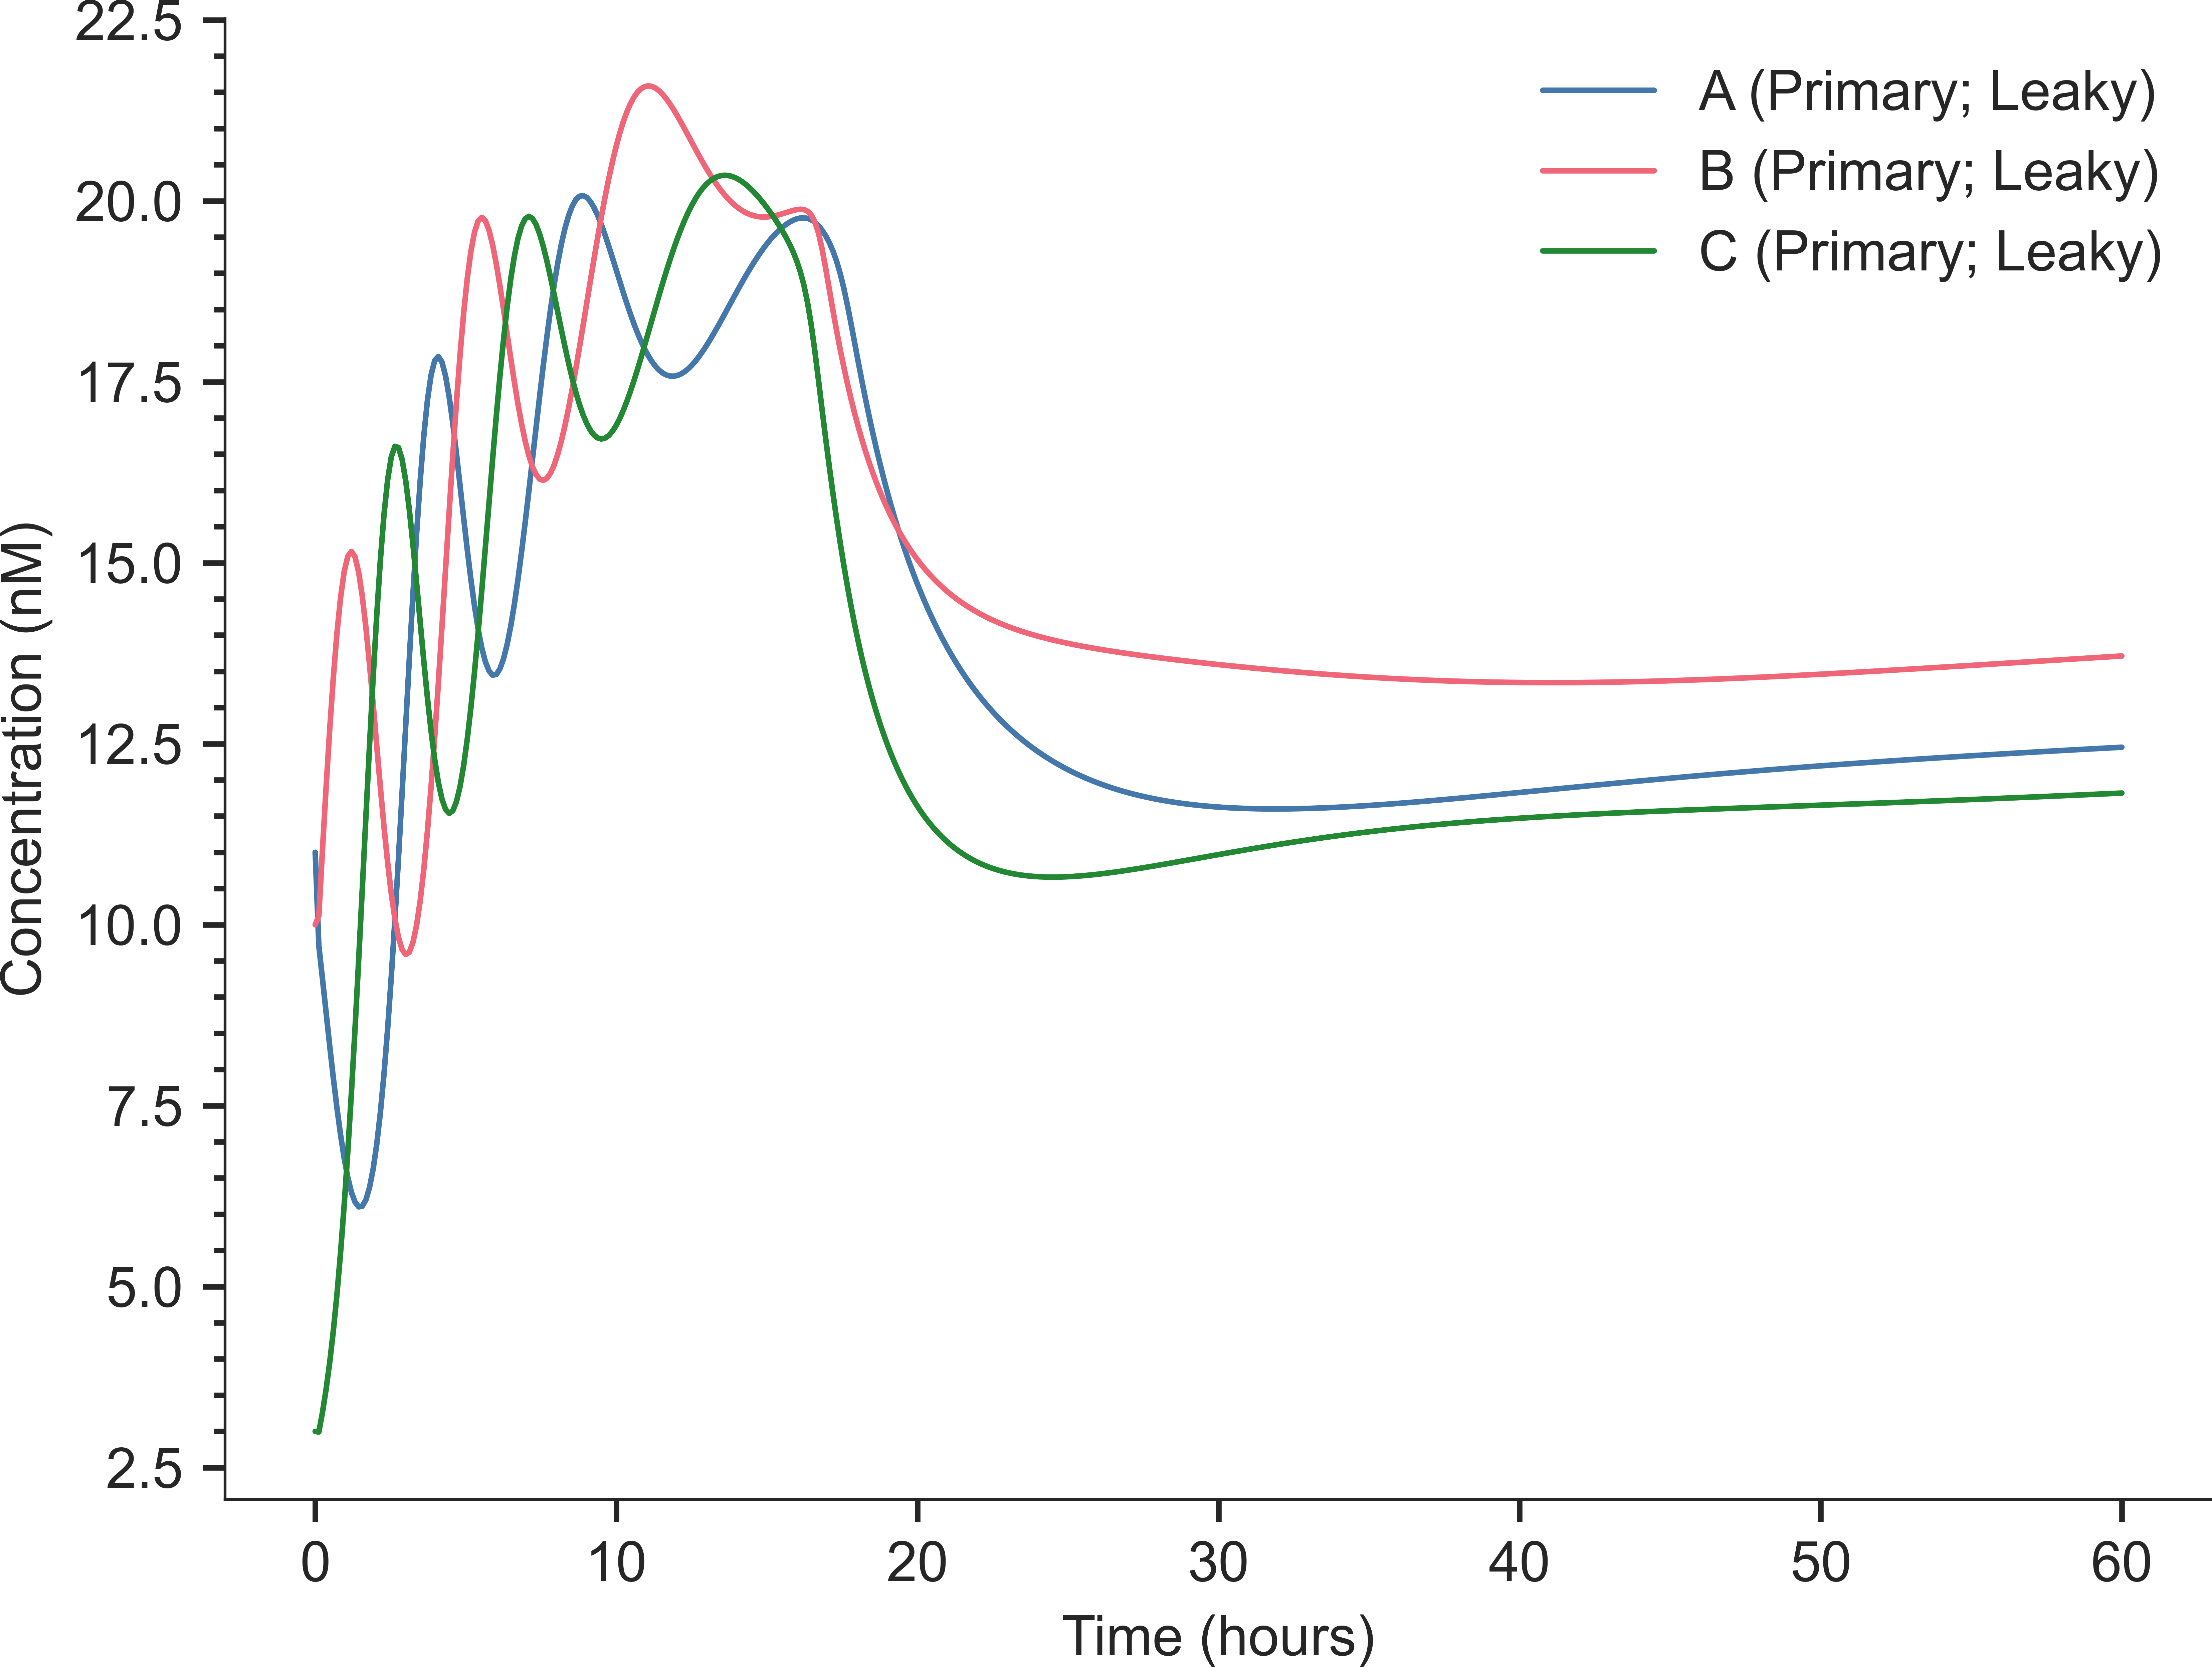 22.5
20.0
17.5
15.0
12.5
10.0
7.5
5.0
2.5
Concentration (nM)
A (Primary; Leaky)
B (Primary; Leaky)
C (Primary; Leaky)
0 10 20 30 40 50 60
Time (hours)